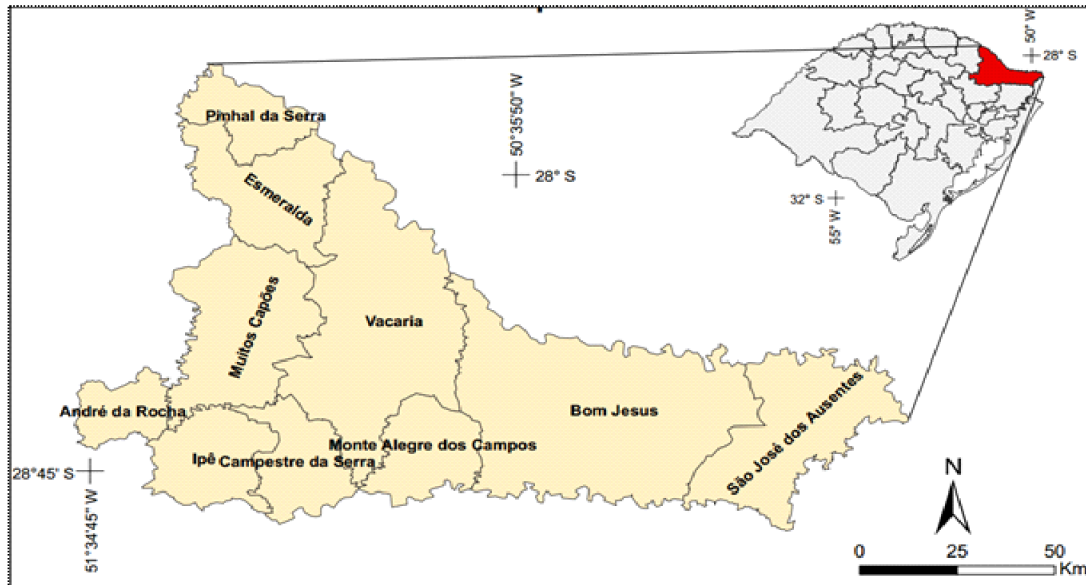 50° W
28° S
50°35'50" W
28° S
Pinhal da Serra
Esmeralda
32° S
55° W
Muitos Capões
Vacaria
André da Rocha
Bom Jesus
São José dos Ausentes
Monte Alegre dos Campos
Ipê
Campestre da Serra
28°45' S
51°34'45" W
N
0 25 50
Km